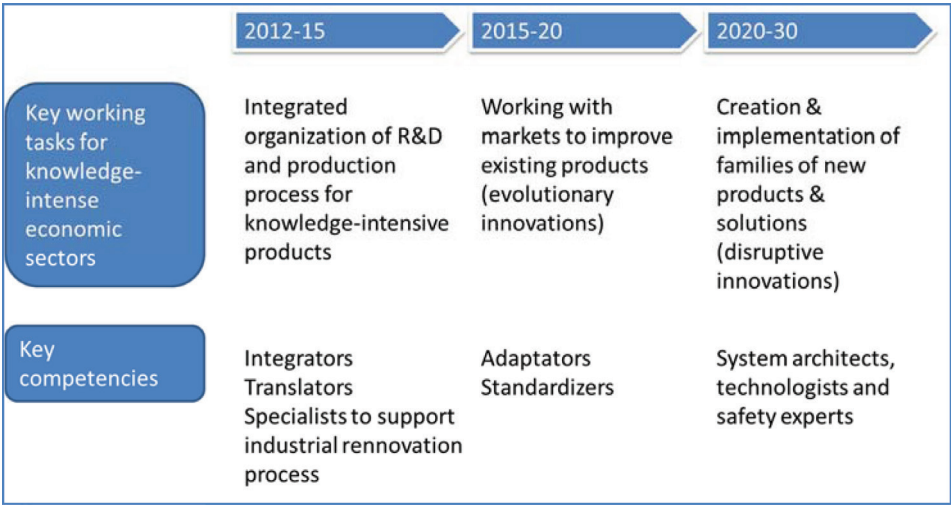 2012-15
2015-20
2020-30
Key working
tasks for
knowledge-
intense
economic
sectors
Integrated
organization of R&D
and production
process for
knowledge-intensive
products
Working with
markets to improve
existing products
(evolutionary
innovations)
Creation &
implementation of
families of new
products &
solutions
(disruptive
innovations)
Key
competencies
Integrators
Translators
Specialists to support
industrial rennovation
process
Adaptators
Standardizers
System architects,
technologists and
safety experts